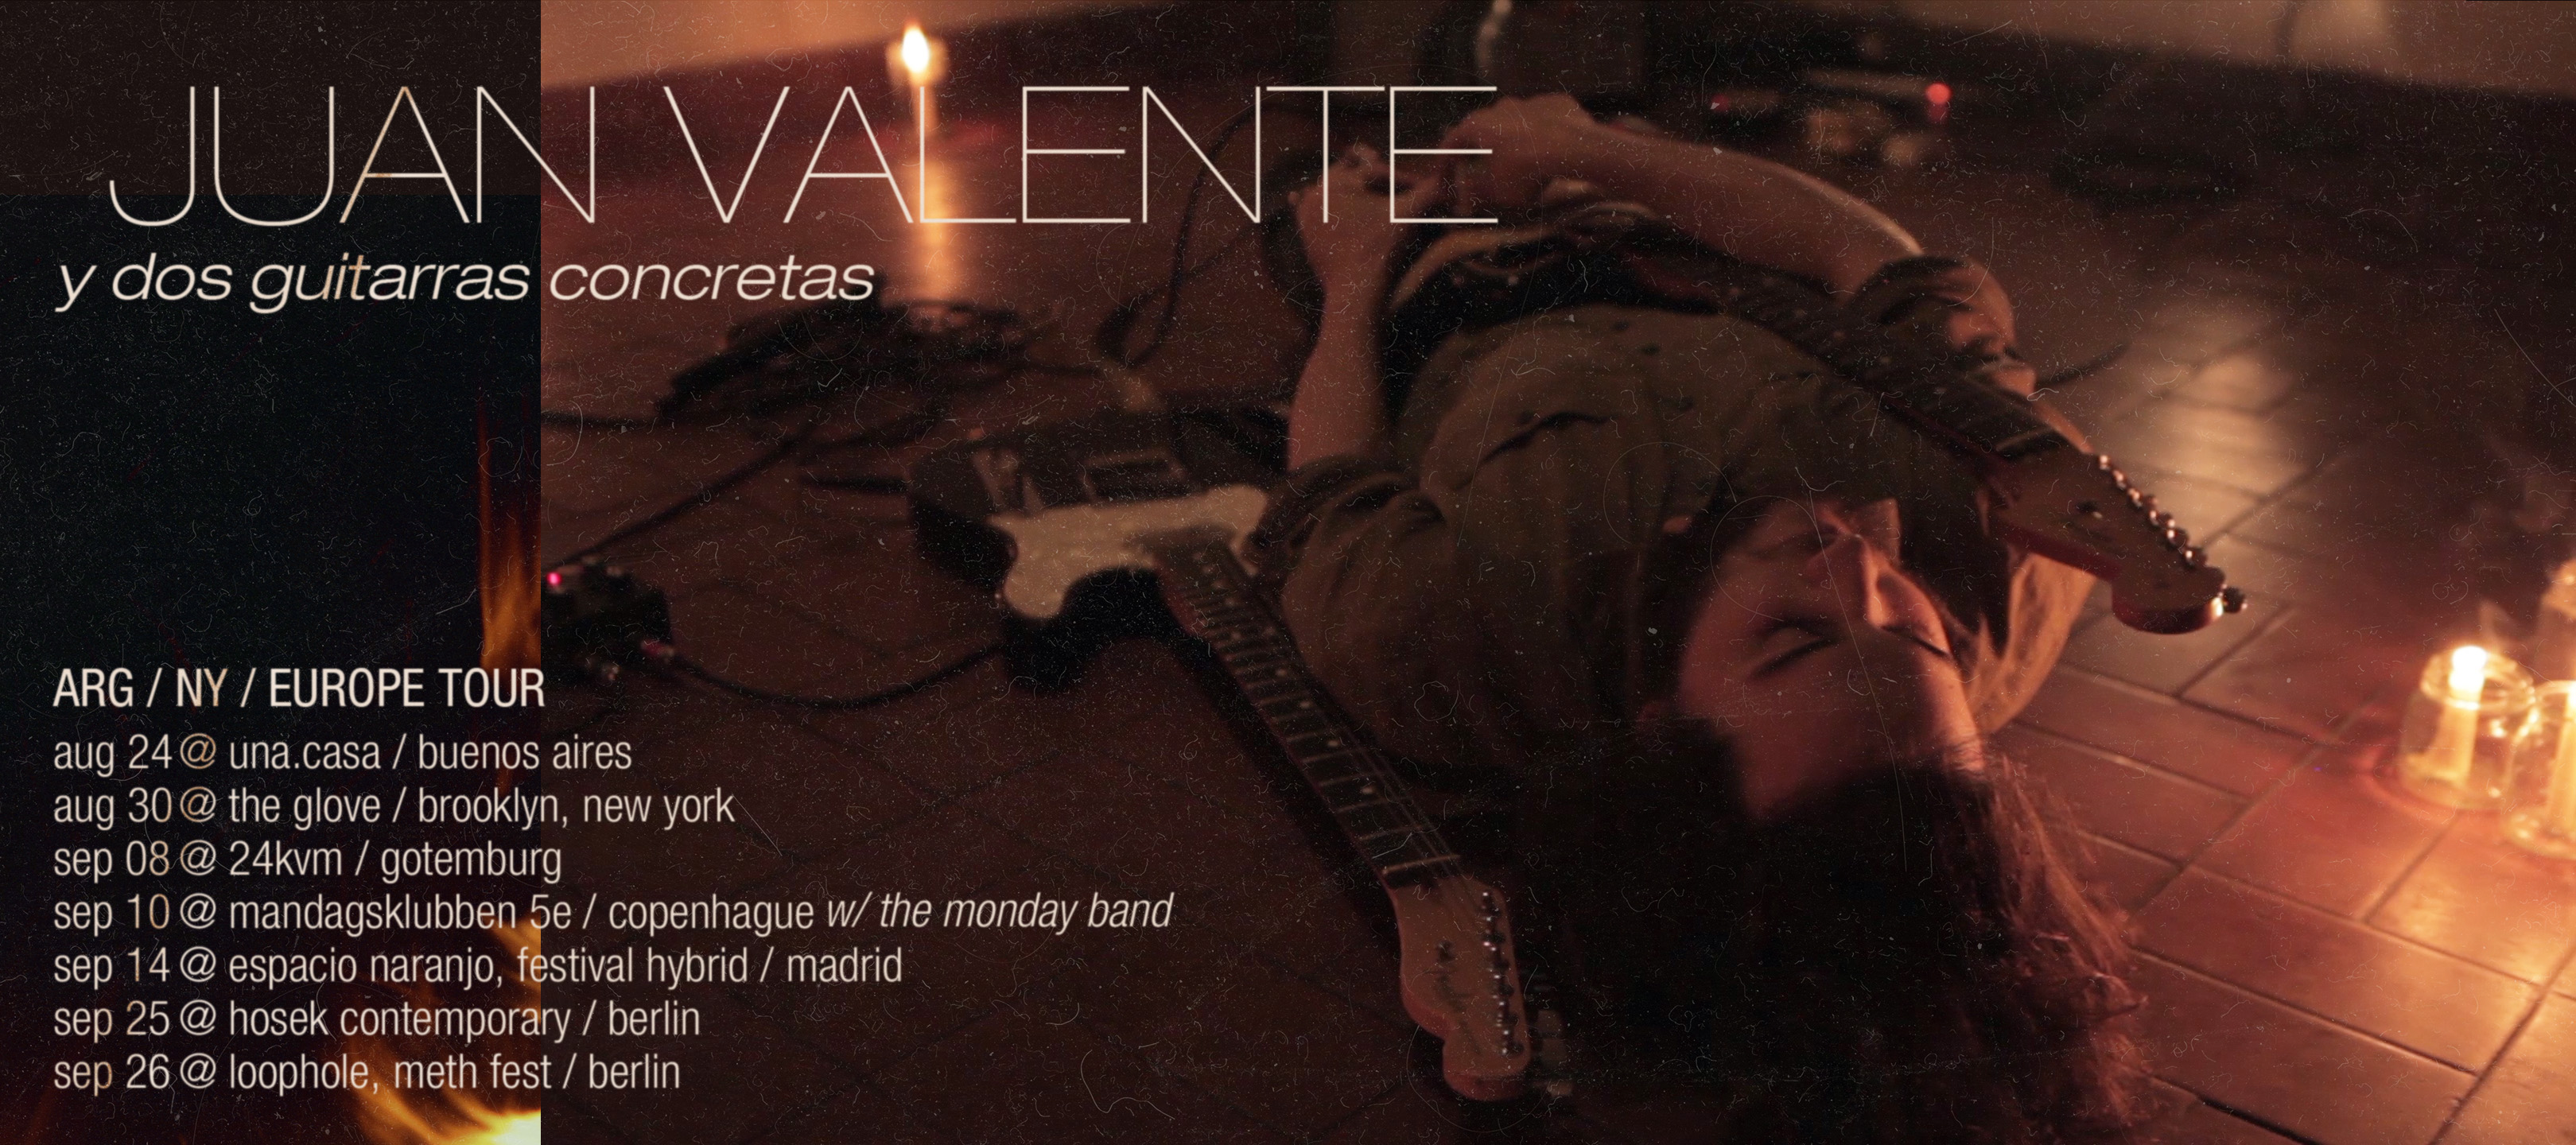 JUAN VALENTE
y dos guitarras concretas
ARG / NY / EUROPE TOUR
aug 24 @ una.casa / buenos aires
aug 30 @ the glove / brooklyn, new york
sep 08 @ 24kvm / gotemburg
sep 10 @ mandagsklubben 5e / copenhague w/ the monday band
sep 14 @ espacio naranjo, festival hybrid / madrid
sep 25 @ hosek contemporary / berlin
sep 26 @ loophole, meth fest / berlin